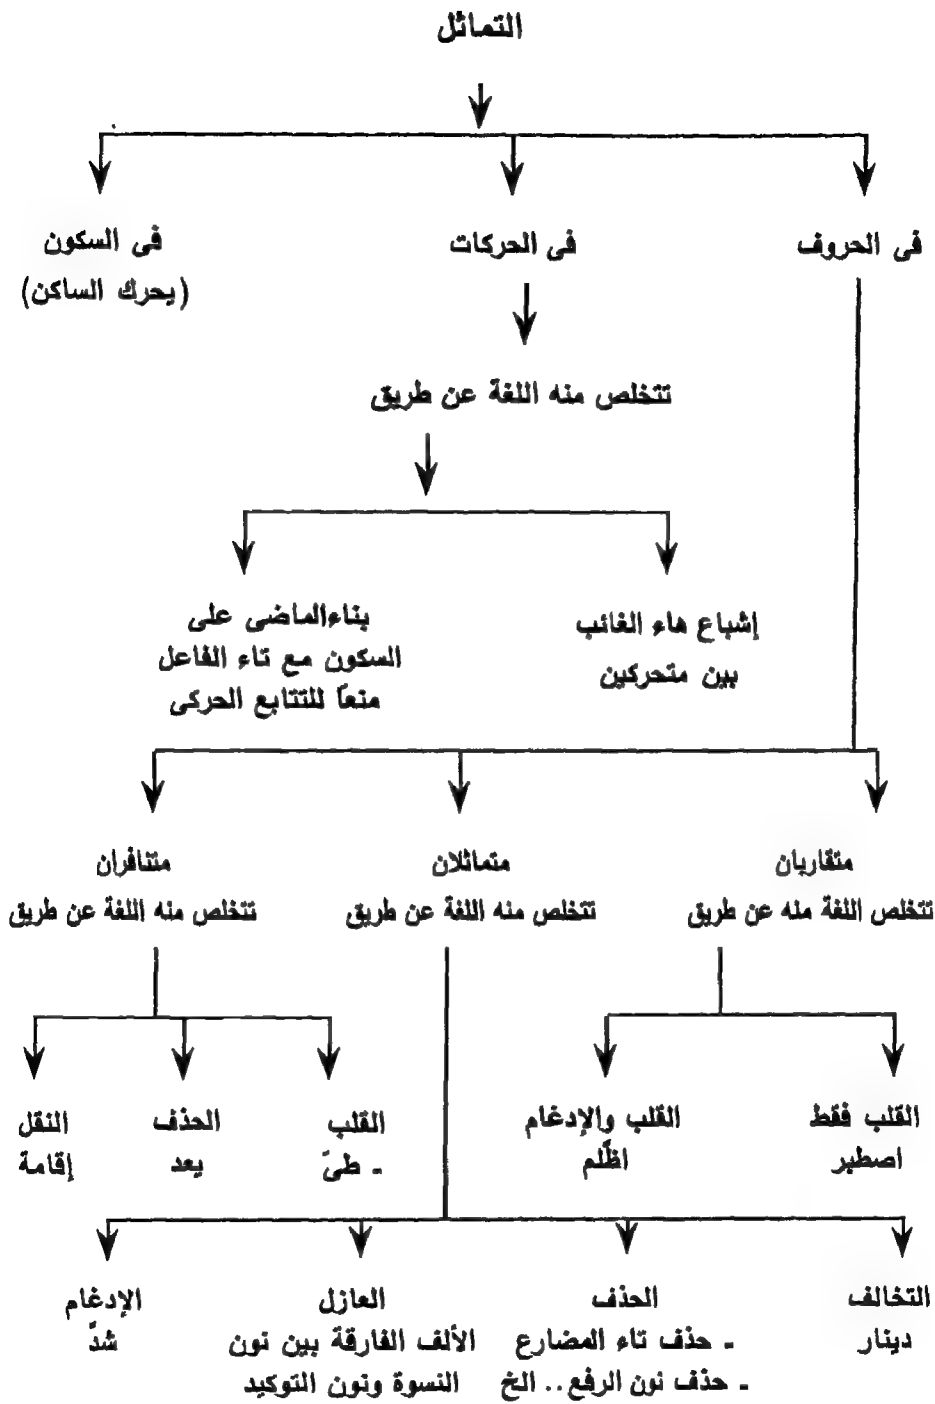 التماثل
فى الحروف
فى الحركات
فى السكون
(يحرك الساكن)
تتخلص منه اللغة عن طريق
إشباع هاء الغائب
بين متحركين
بناءالماضى على
السكون مع تاء الفاعل
منعاً للتتابع الحركى
متقاربان
تتخلص اللغة منه عن طريق
متماثلان
تتخلص منه اللغة عن طريق
متنافران
تتخلص منه اللغة عن طريق
القلب فقط
اصطبر
القلب والإدغام
اظّلم
القلب
ـ طىّ
الحذف
يعد
النقل
إقامة
التخالف
دينار
الحذف
ـ حذف تاء المضارع
ـ حذف نون الرفع.. الخ
العازل
الألف الفارقة بين نون
النسوة ونون التوكيد
الإدغام
شدّ